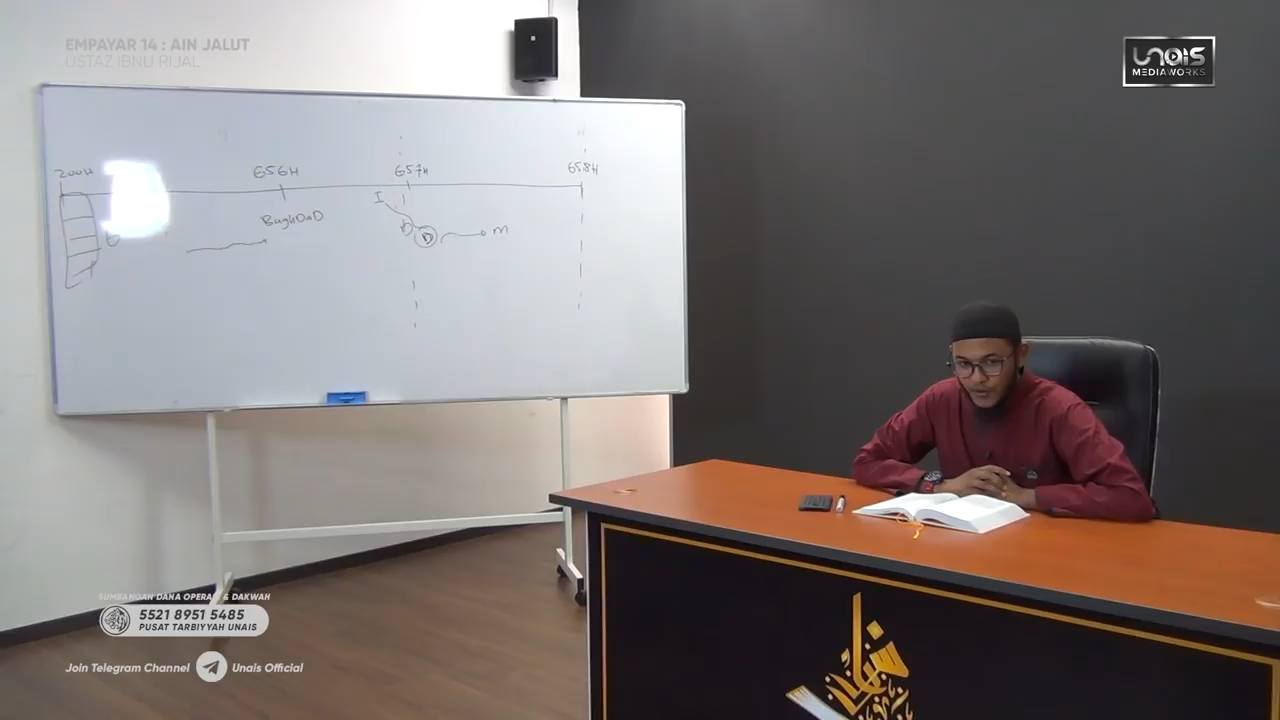 EMPAYAR 14 : AIN JALUT
USTAZ IBNU RIJAL
UNAIS
MEDIAWORKS
200H 656H 657H 658H
BaghDaD
I
D D m
SUMBANGAN DANA OPERASI & DAKWAH
5521 8951 5485
PUSAT TARBIYYAH UNAIS
Join Telegram Channel Unais Official